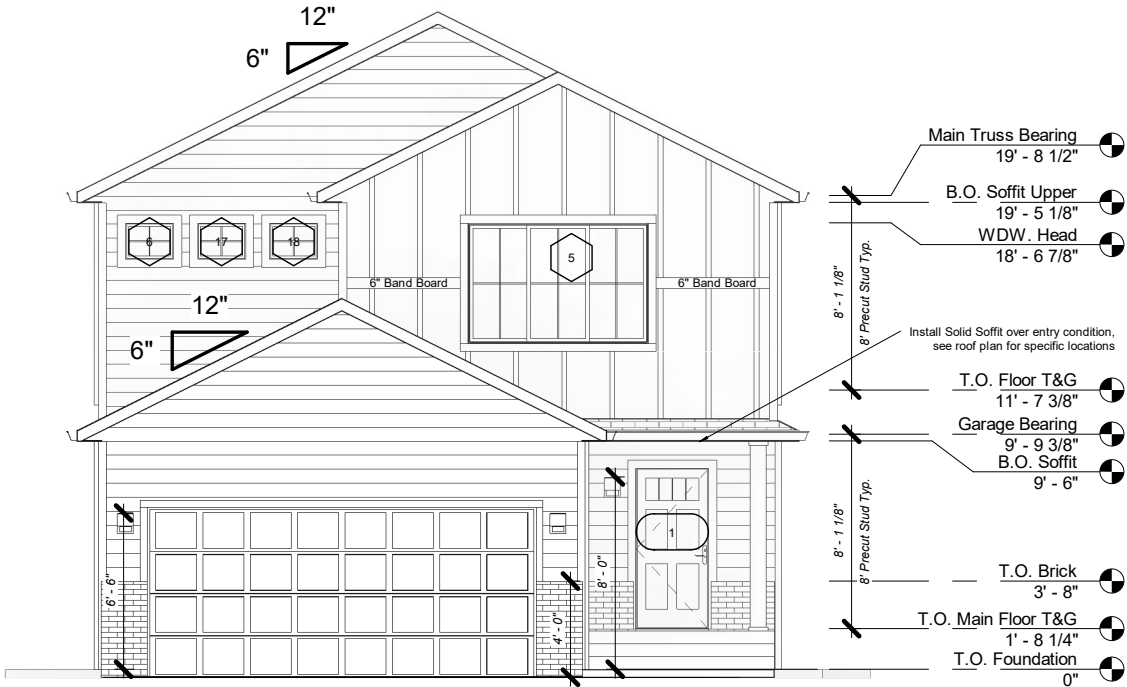 12"
6"
Main Truss Bearing
19' - 8 1/2"
B.O. Soffit Upper
19' - 5 1/8"
WDW. Head
18' - 6 7/8"
6
17
18
5
6" Band Board
6" Band Board
8' - 1 1/8"
8' Precut Stud Typ.
12"
6"
Install Solid Soffit over entry condition,
see roof plan for specific locations
T.O. Floor T&G
11' - 7 3/8"
Garage Bearing
9' - 9 3/8"
B.O. Soffit
9' - 6"
6' - 6"
4' - 0"
8' - 0"
1
8' - 1 1/8"
8' Precut Stud Typ.
T.O. Brick
3' - 8"
T.O. Main Floor T&G
1' - 8 1/4"
T.O. Foundation
0"